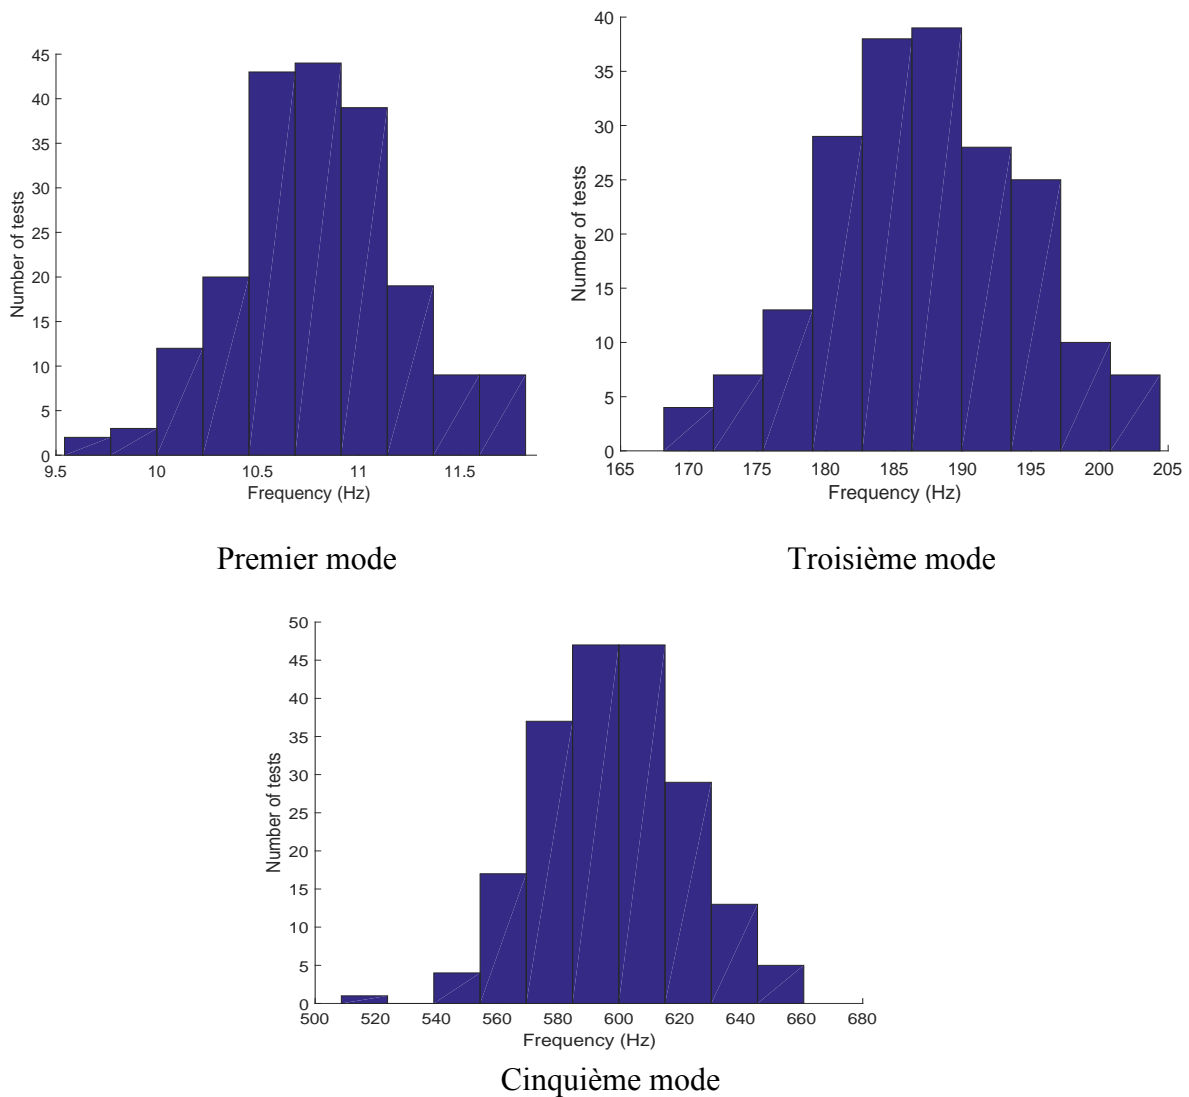 45
40
35
30
25
20
15
10
5
0
Number of tests
9.5 10 10.5 11 11.5
Frequency (Hz)
Premier mode
40
35
30
25
20
15
10
5
0
Number of tests
165 170 175 180 185 190 195 200 205
Frequency (Hz)
Troisième mode
50
45
40
35
30
25
20
15
10
5
0
Number of tests
500 520 540 560 580 600 620 640 660 680
Frequency (Hz)
Cinquième mode